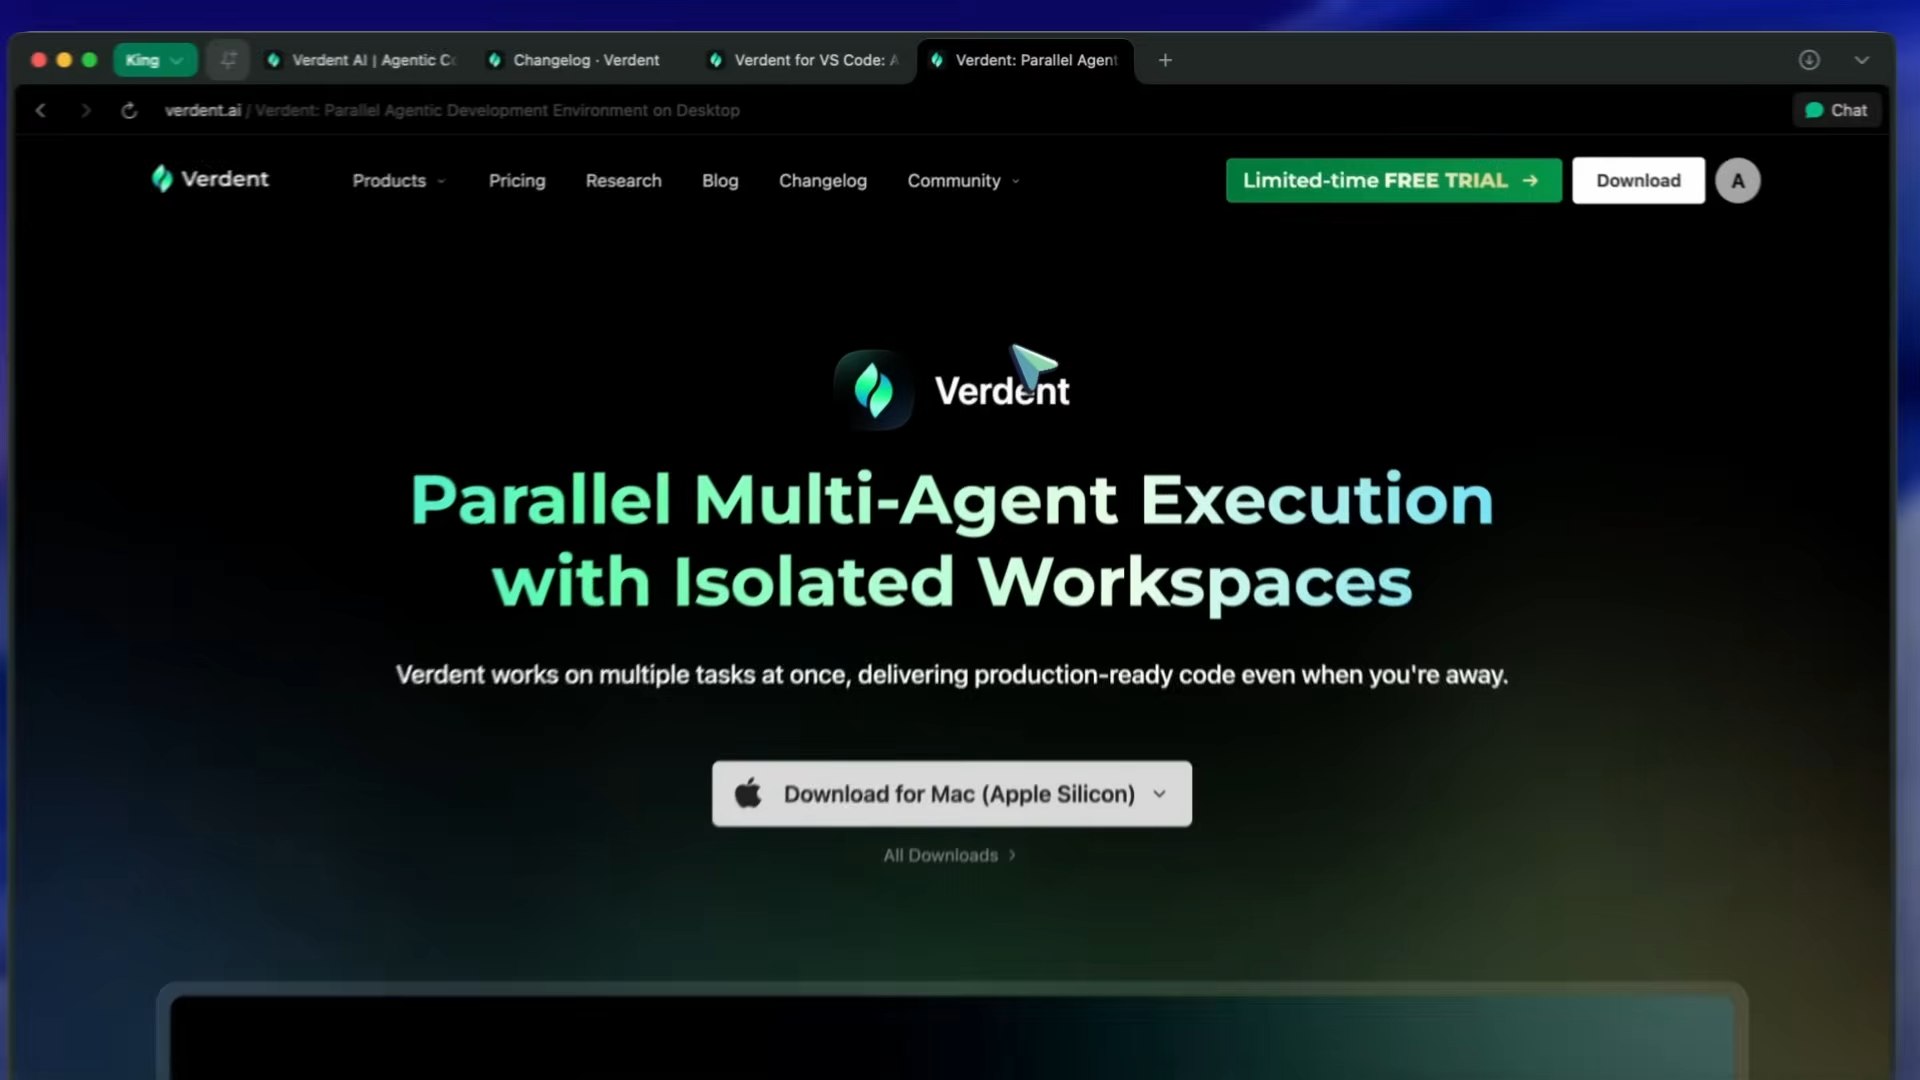 King
Verdent AI | Agentic Co
Changelog · Verdent
Verdent for VS Code: A
Verdent: Parallel Agent
verdent.ai / Verdent: Parallel Agentic Development Environment on Desktop
Chat
Verdent
Products
Pricing
Research
Blog
Changelog
Community
Limited-time FREE TRIAL →
Download
A
Verdent
Parallel Multi-Agent Execution
with Isolated Workspaces
Verdent works on multiple tasks at once, delivering production-ready code even when you're away.
Download for Mac (Apple Silicon)
All Downloads